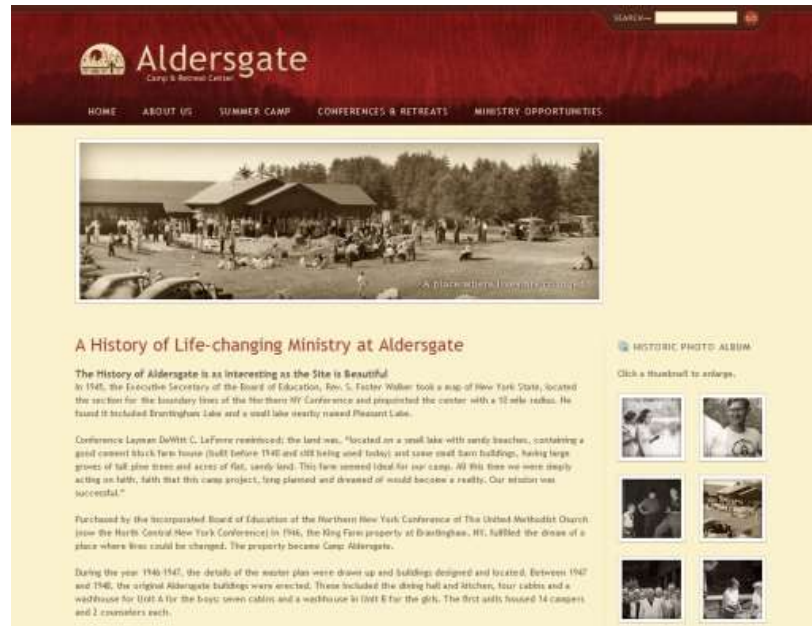 SEARCH—
GO
Aldersgate
Camp & Retreat Center
HOME ABOUT US SUMMER CAMP CONFERENCES & RETREATS MINISTRY OPPORTUNITIES
A place where lives are changed
A History of Life-changing Ministry at Aldersgate
The History of Aldersgate is as Interesting as the Site is Beautiful
In 1945, the Executive Secretary of the Board of Education, Rev. S. Foster Walker took a map of New York State, located
the section for the boundary lines of the Northern NY Conference and pinpointed the center with a 10 mile radius. He
found it included Brantingham Lake and a small lake nearby named Pleasant Lake.
Conference Layman DeWitt C. LeFevre reminisced; the land was, "located on a small lake with sandy beaches, containing a
good cement block farm house (built before 1940 and still being used today) and some small barn buildings, having large
groves of tall pine trees and acres of flat, sandy land. This farm seemed ideal for our camp. All this time we were simply
acting on faith, faith that this camp project, long planned and dreamed of would become a reality. Our mission was
successful."
Purchased by the Incorporated Board of Education of the Northern New York Conference of The United Methodist Church
(now the North Central New York Conference) in 1946, the King Farm property at Brantingham, NY, fulfilled the dream of a
place where lives could be changed. The property became Camp Aldersgate.
During the year 1946-1947, the details of the master plan were drawn up and buildings designed and located. Between 1947
and 1948, the original Aldersgate buildings were erected. These included the dining hall and kitchen, four cabins and a
washhouse for Unit A for the boys; seven cabins and a washhouse in Unit B for the girls. The first units housed 14 campers
and 2 counselors each.
HISTORIC PHOTO ALBUM
Click a thumbnail to enlarge.